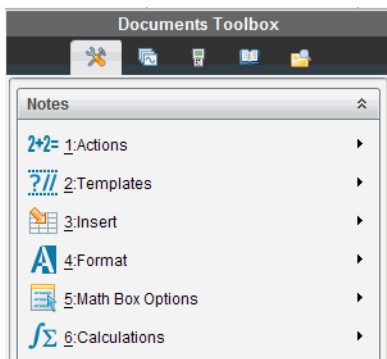 Documents Toolbox
Notes
2+2= 1:Actions
?// 2:Templates
3:Insert
A 4:Format
5:Math Box Options
∫Σ 6:Calculations